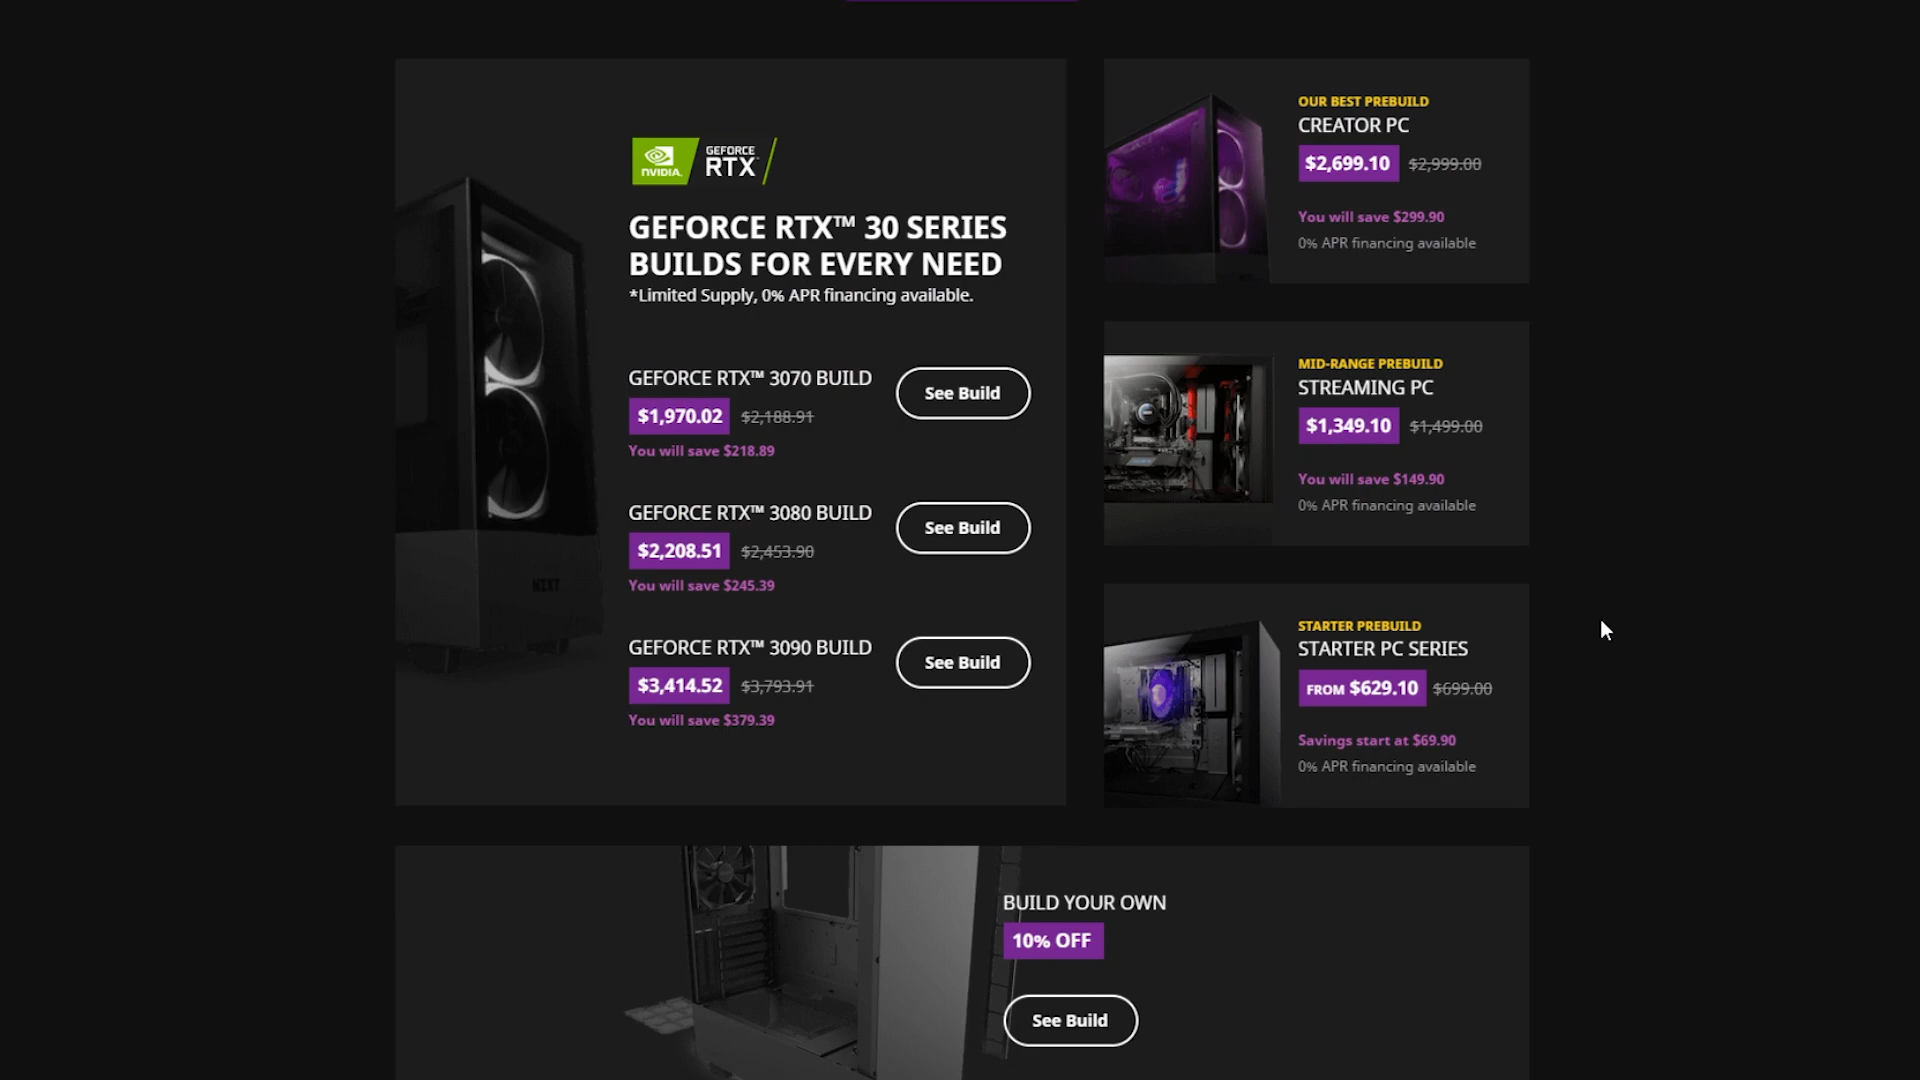 NVIDIA.
GEFORCE
RTX™
GEFORCE RTX™ 30 SERIES
BUILDS FOR EVERY NEED
*Limited Supply, 0% APR financing available.
GEFORCE RTX™ 3070 BUILD
$1,970.02 $2,188.91
You will save $218.89
See Build
GEFORCE RTX™ 3080 BUILD
$2,208.51 $2,453.90
You will save $245.39
See Build
GEFORCE RTX™ 3090 BUILD
$3,414.52 $3,793.91
You will save $379.39
See Build
NZXT
OUR BEST PREBUILD
CREATOR PC
$2,699.10 $2,999.00
You will save $299.90
0% APR financing available
MID-RANGE PREBUILD
STREAMING PC
$1,349.10 $1,499.00
You will save $149.90
0% APR financing available
STARTER PREBUILD
STARTER PC SERIES
FROM $629.10 $699.00
Savings start at $69.90
0% APR financing available
BUILD YOUR OWN
10% OFF
See Build